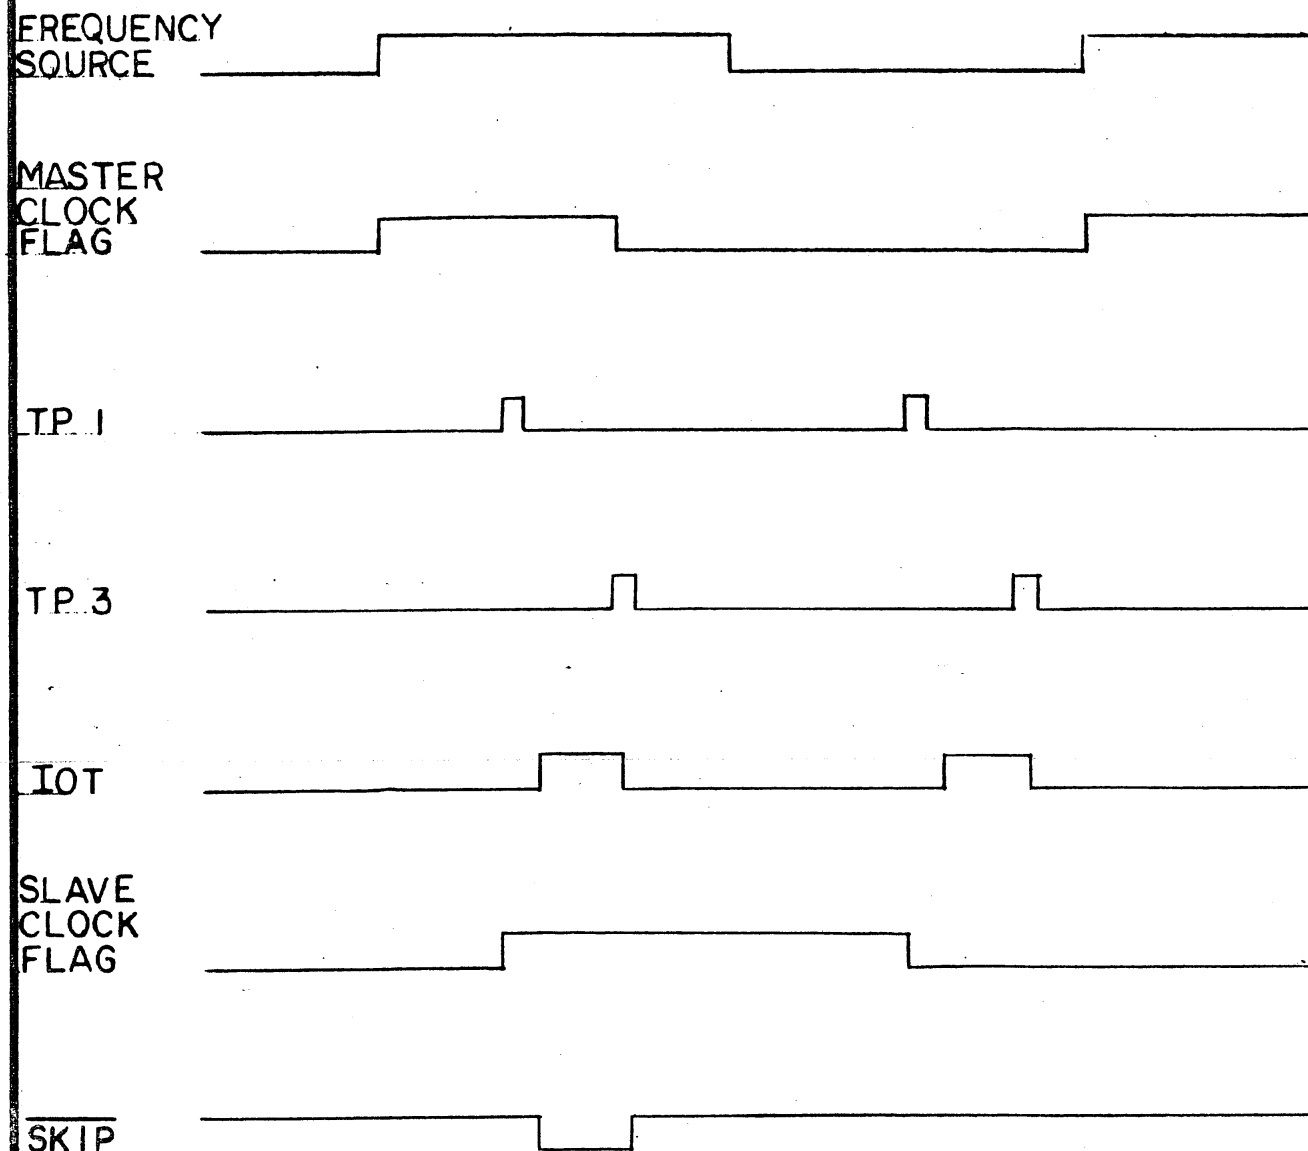 FREQUENCY
SOURCE
MASTER
CLOCK
FLAG
TP 1
TP 3
IOT
SLAVE
CLOCK
FLAG
SKIP